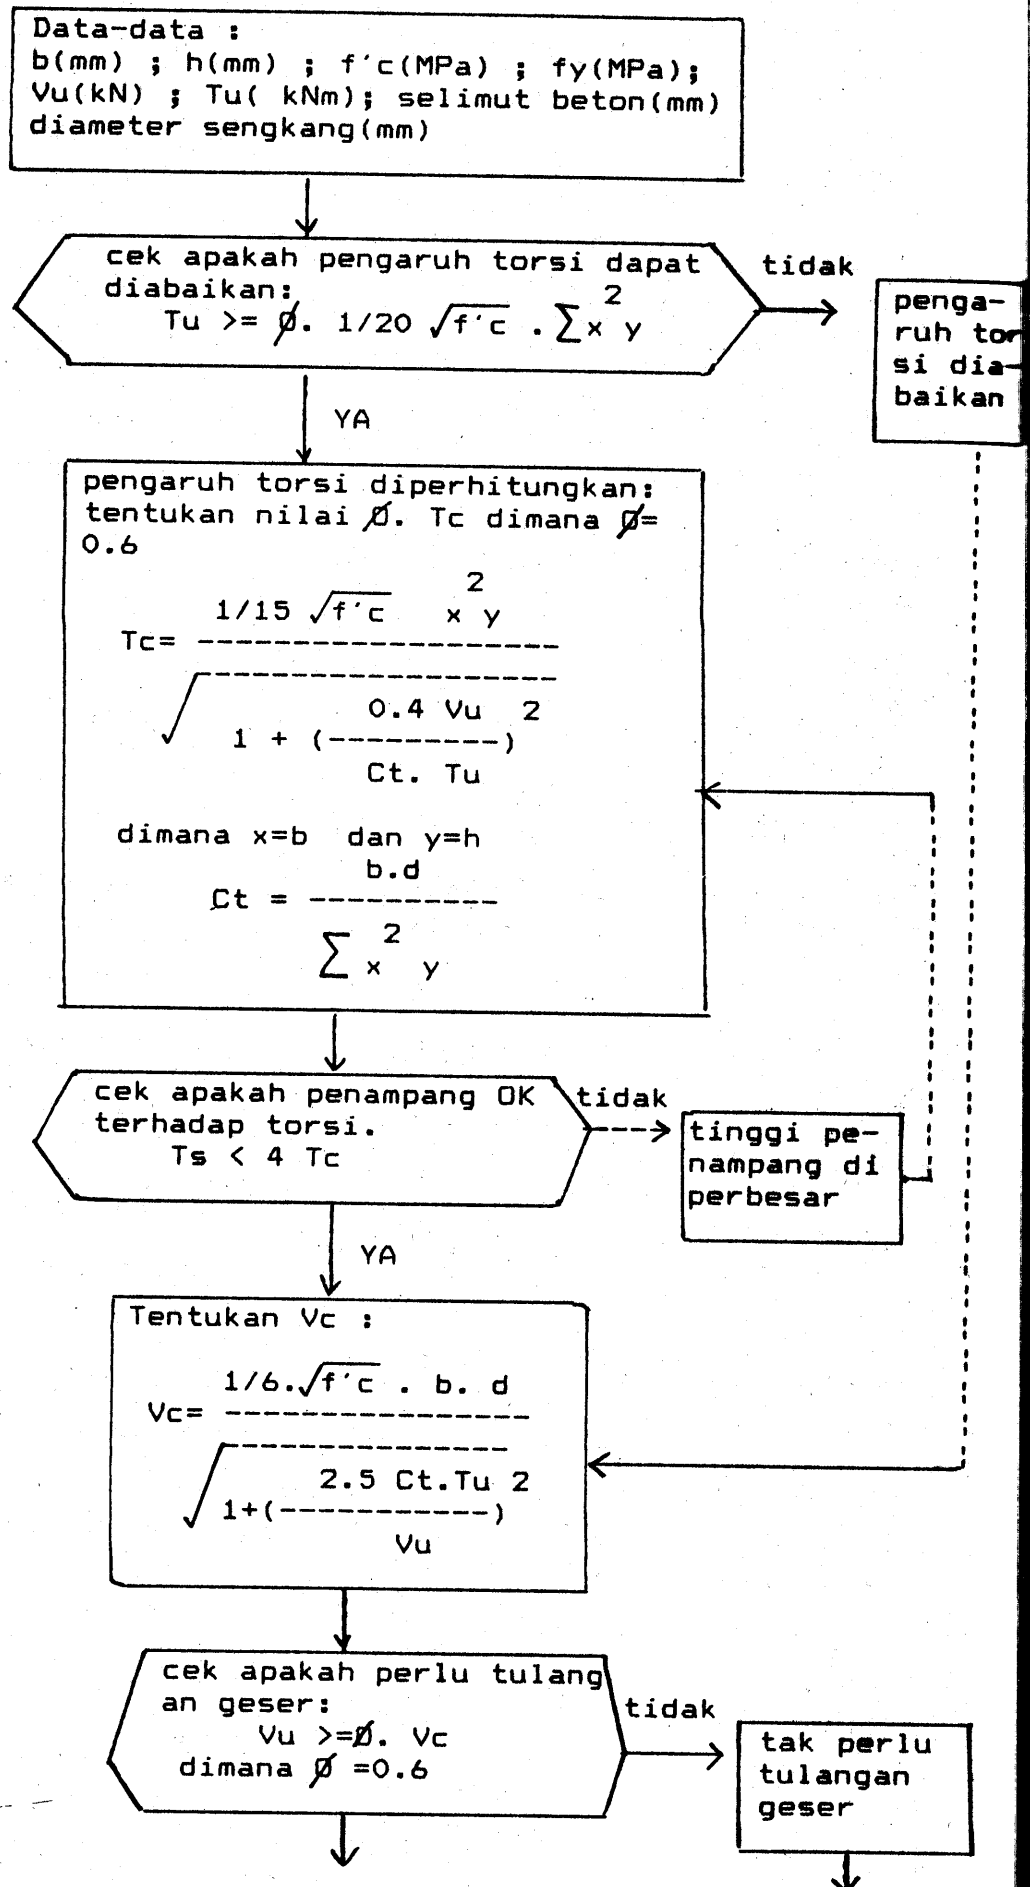 Data-data :
b(mm) ; h(mm) ; f'c(MPa) ; fy(MPa);
Vu(kN) ; Tu( kNm); selimut beton(mm)
diameter sengkang(mm)
cek apakah pengaruh torsi dapat
diabaikan:
Tu >= Ø. 1/20 √f'c . ∑x² y
tidak
penga-
ruh tor
si dia-
baikan
YA
pengaruh torsi diperhitungkan:
tentukan nilai Ø. Tc dimana Ø=
0.6
2
1/15 √f'c x y
Tc= --------------------
√--------------------
0.4 Vu 2
1 + (----------)
Ct. Tu
dimana x=b dan y=h
b.d
Ct = ----------
2
∑ x y
cek apakah penampang OK
terhadap torsi.
Ts < 4 Tc
tidak
tinggi pe-
nampang di
perbesar
YA
Tentukan Vc :
1/6.√f'c . b. d
Vc= -----------------
√----------------
2.5 Ct.Tu 2
1+(------------)
Vu
cek apakah perlu tulang
an geser:
Vu >=Ø. Vc
dimana Ø =0.6
tidak
tak perlu
tulangan
geser